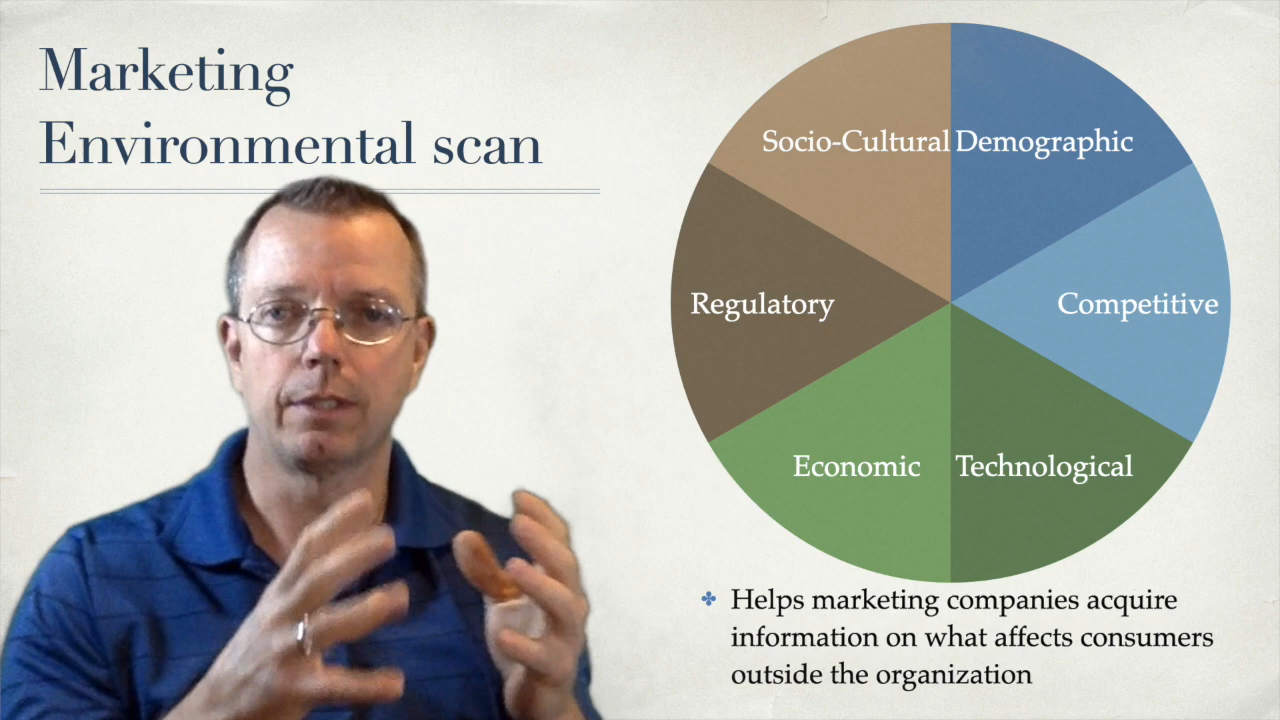 Marketing
Environmental scan
Socio-Cultural
Demographic
Regulatory
Competitive
Economic
Technological
Helps marketing companies acquire
information on what affects consumers
outside the organization